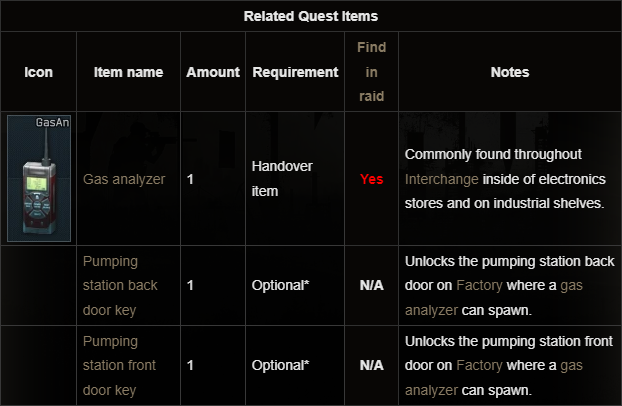 Related Quest Items
Icon
Item name
Amount
Requirement
Find
in
raid
Notes
GasAn
Gas analyzer
1
Handover
item
Yes
Commonly found throughout
Interchange inside of electronics
stores and on industrial shelves.
Pumping
station back
door key
1
Optional*
N/A
Unlocks the pumping station back
door on Factory where a gas
analyzer can spawn.
Pumping
station front
door key
1
Optional*
N/A
Unlocks the pumping station front
door on Factory where a gas
analyzer can spawn.